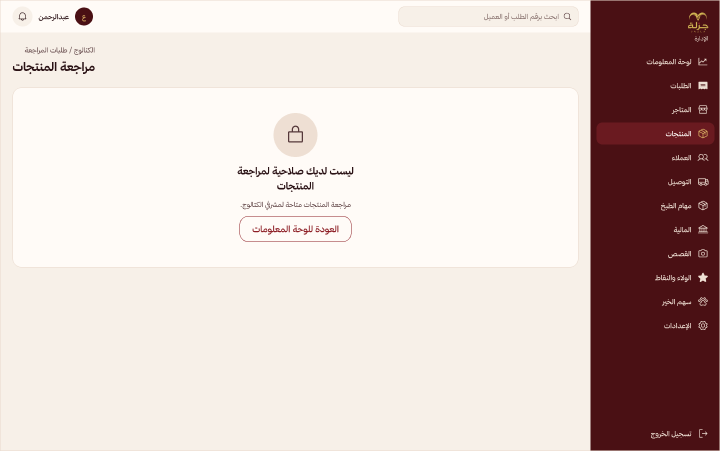 جزلة
الإدارة
لوحة المعلومات
الطلبات
المتاجر
المنتجات
العملاء
التوصيل
مهام الطبخ
المالية
القصص
الولاء والنقاط
سهم الخير
الإعدادات
تسجيل الخروج
ابحث برقم الطلب أو العميل
ع
عبدالرحمن
الكتالوج / طلبات المراجعة
مراجعة المنتجات
ليست لديك صلاحية لمراجعة
المنتجات
مراجعة المنتجات متاحة لمشرفي الكتالوج.
العودة للوحة المعلومات